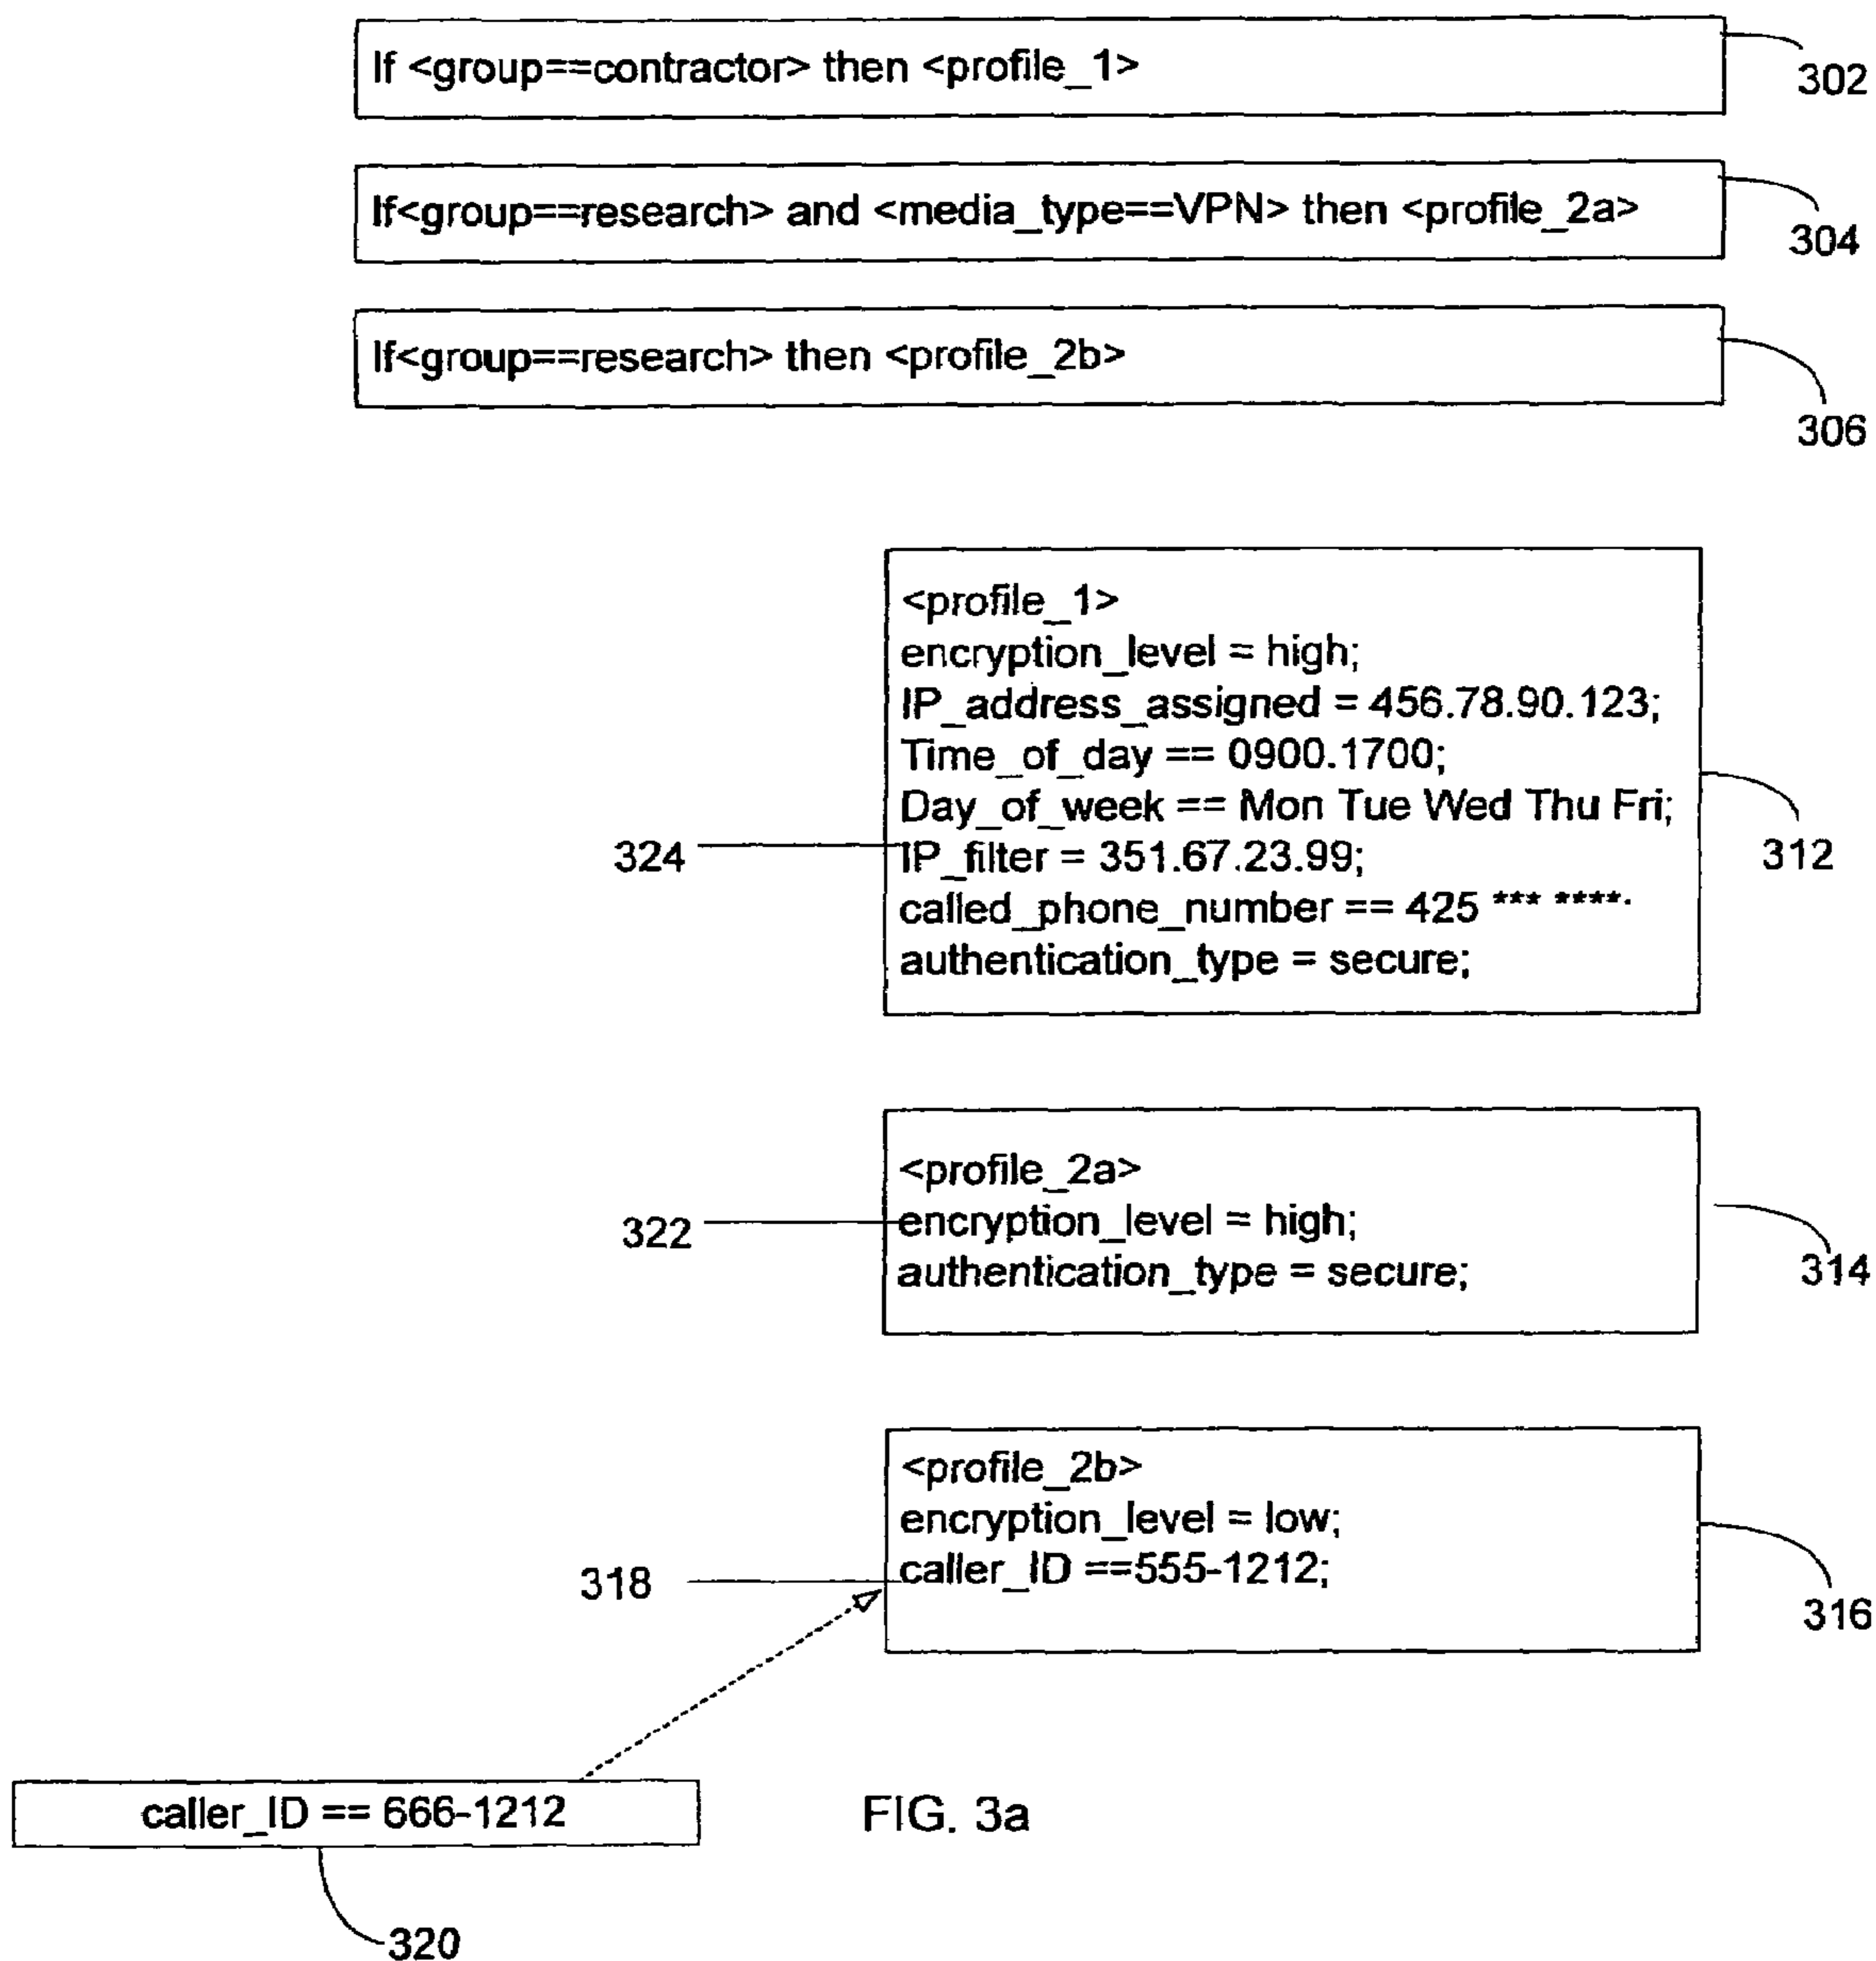 If <group==contractor> then <profile_1>
302
If<group==research> and <media_type==VPN> then <profile_2a>
304
If<group==research> then <profile_2b>
306
<profile_1>
encryption_level = high;
IP_address_assigned = 456.78.90.123;
Time_of_day == 0900.1700;
Day_of_week == Mon Tue Wed Thu Fri;
324
IP_filter = 351.67.23.99;
312
called_phone_number == 425 *** ****.
authentication_type = secure;
<profile_2a>
322
encryption_level = high;
authentication_type = secure;
314
<profile_2b>
encryption_level = low;
318
caller_ID ==555-1212;
316
caller_ID == 666-1212
FIG. 3a
320